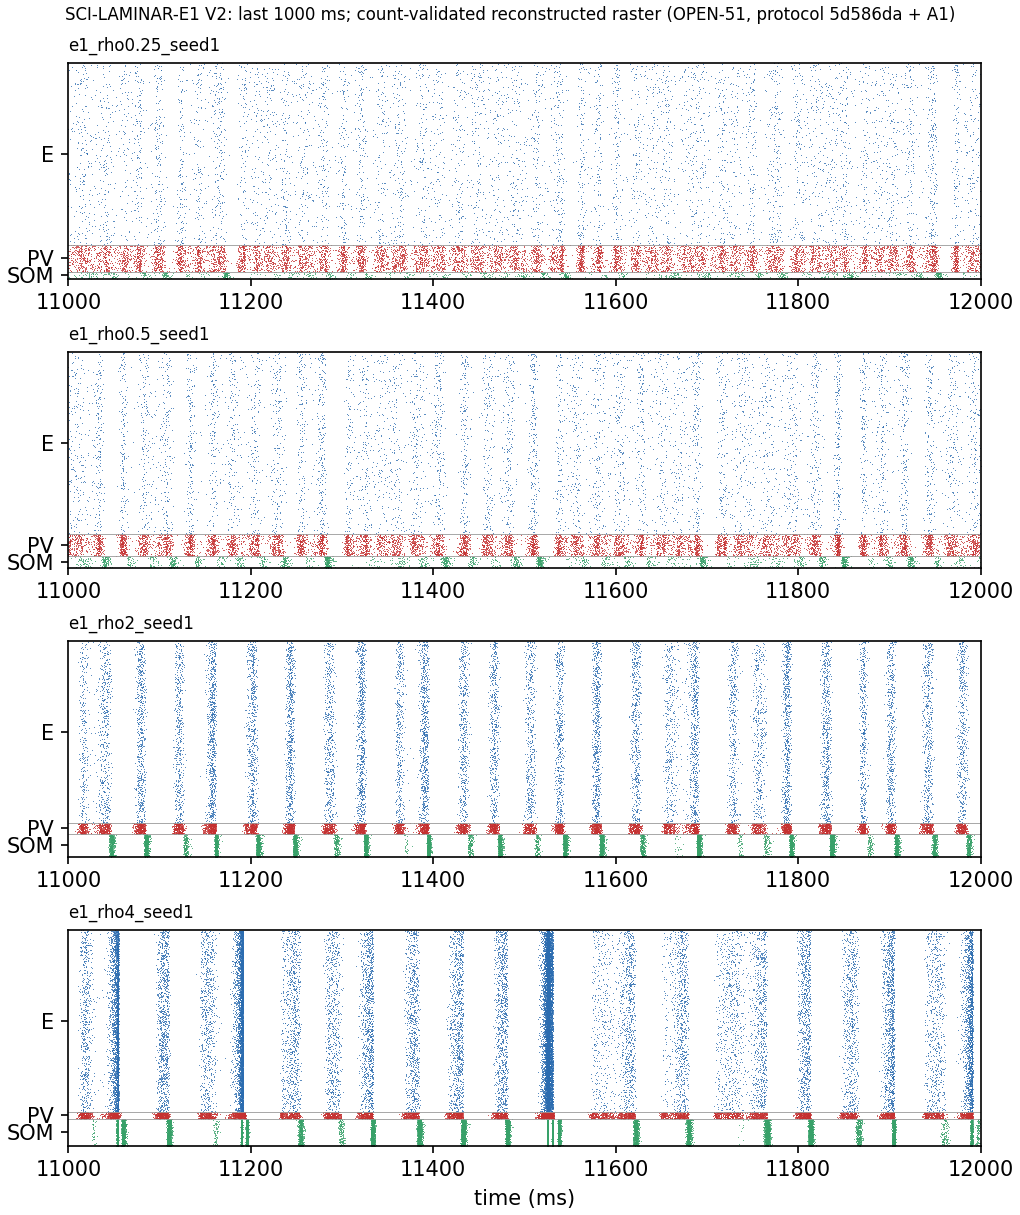 SCI-LAMINAR-E1 V2: last 1000 ms; count-validated reconstructed raster (OPEN-51, protocol 5d586da + A1)
e1_rho0.25_seed1
E
PV
SOM
11000 11200 11400 11600 11800 12000
e1_rho0.5_seed1
E
PV
SOM
11000 11200 11400 11600 11800 12000
e1_rho2_seed1
E
PV
SOM
11000 11200 11400 11600 11800 12000
e1_rho4_seed1
E
PV
SOM
11000 11200 11400 11600 11800 12000
time (ms)